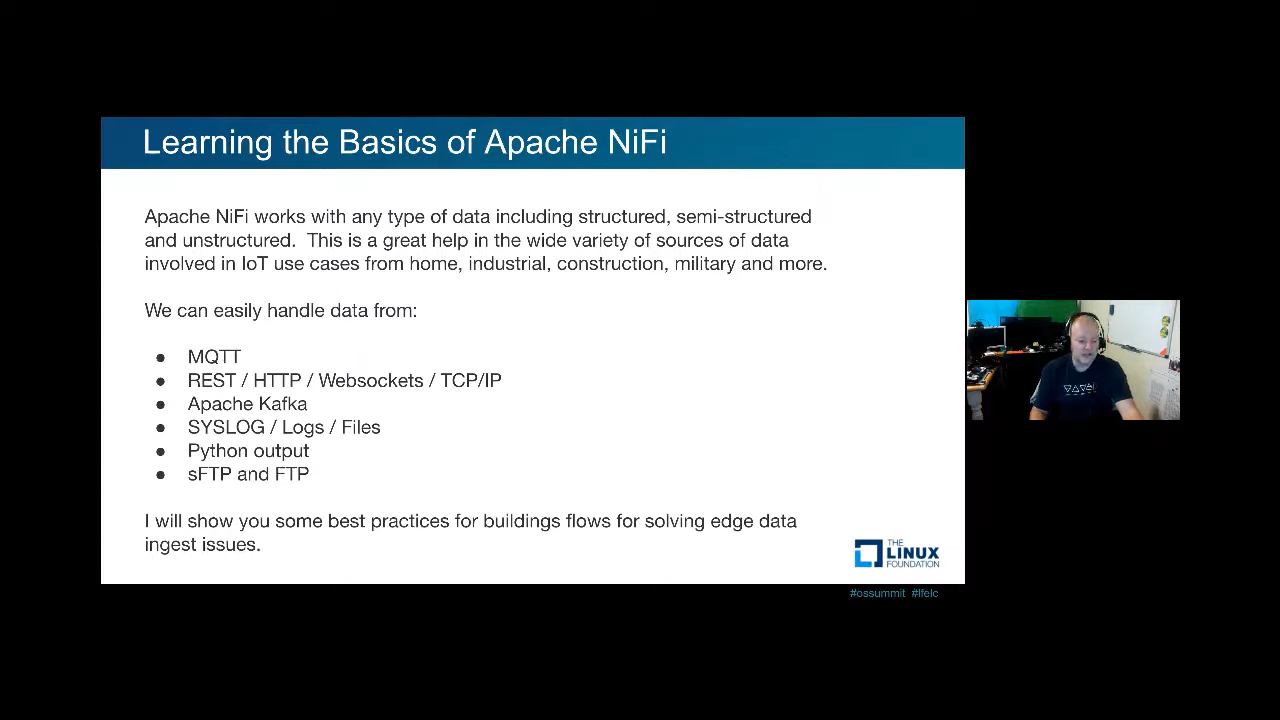 Learning the Basics of Apache NiFi
Apache NiFi works with any type of data including structured, semi-structured
and unstructured.  This is a great help in the wide variety of sources of data
involved in IoT use cases from home, industrial, construction, military and more.
We can easily handle data from:
● MQTT
● REST / HTTP / Websockets / TCP/IP
● Apache Kafka
● SYSLOG / Logs / Files
● Python output
● sFTP and FTP
I will show you some best practices for buildings flows for solving edge data
ingest issues.
THE
LINUX
FOUNDATION
#ossummit #lfelc